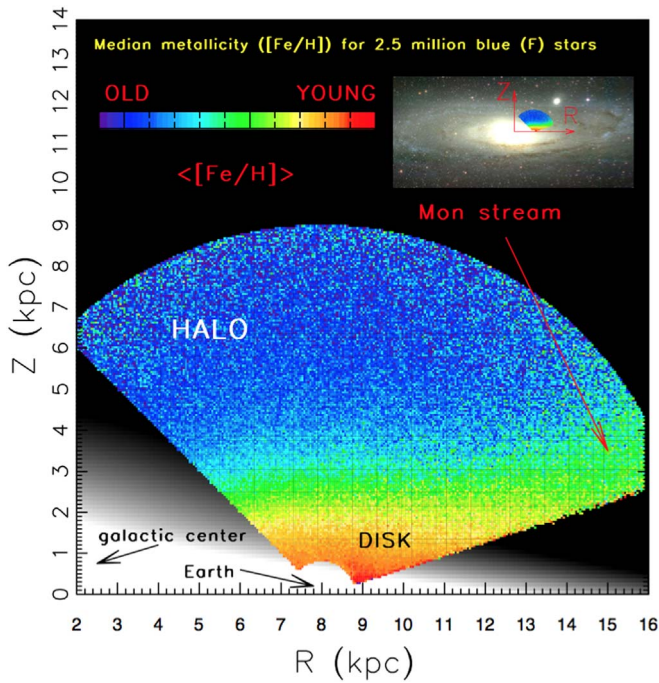 Median metallicity ([Fe/H]) for 2.5 million blue (F) stars
OLD YOUNG
<[Fe/H]>
Z
R
Mon stream
HALO
DISK
galactic center
Earth
14
13
12
11
10
9
8
7
6
5
4
3
2
1
0
Z (kpc)
2 3 4 5 6 7 8 9 10 11 12 13 14 15 16
R (kpc)